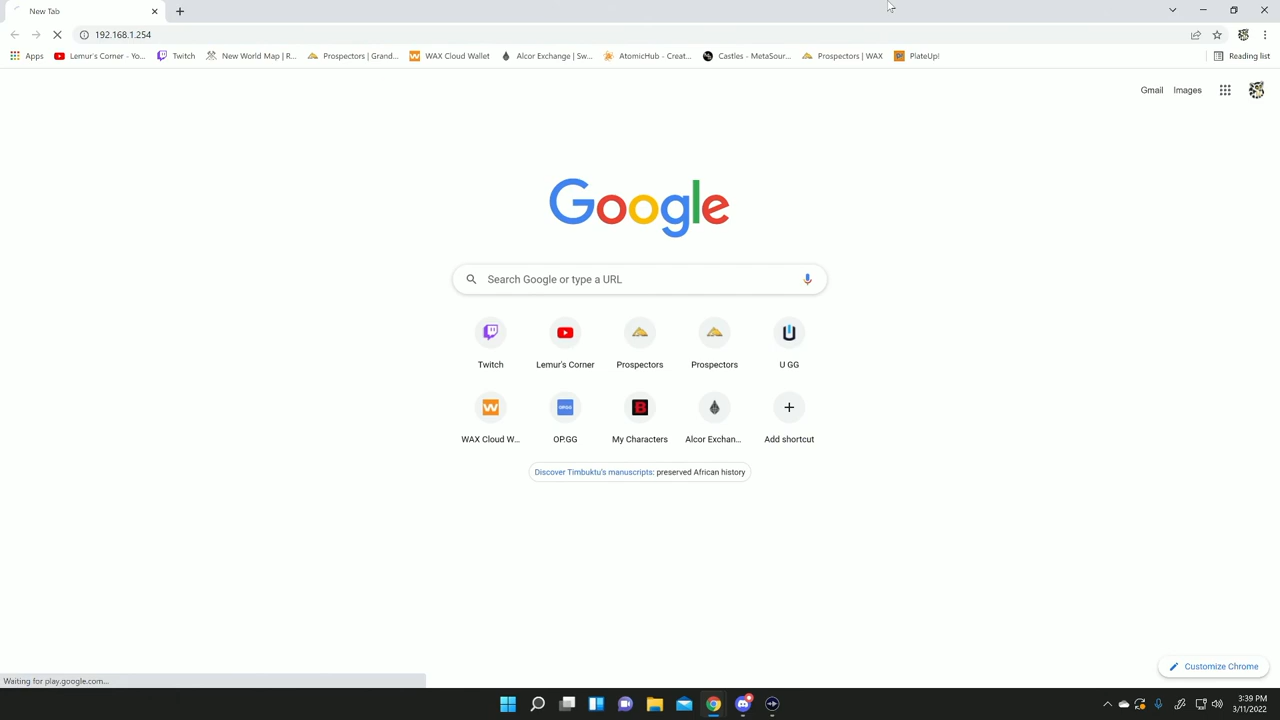 New Tab
192.168.1.254
Apps
Lemur's Corner - Yo...
Twitch
New World Map | R...
Prospectors | Grand...
WAX Cloud Wallet
Alcor Exchange | Sw...
AtomicHub - Creat...
Castles - MetaSour...
Prospectors | WAX
PlateUp!
Reading list
Gmail
Images
Google
Search Google or type a URL
Twitch
Lemur's Corner
Prospectors
Prospectors
U GG
WAX Cloud W...
OP.GG
My Characters
Alcor Exchan...
Add shortcut
Discover Timbuktu's manuscripts: preserved African history
Customize Chrome
Waiting for play.google.com...
3:39 PM
3/11/2022